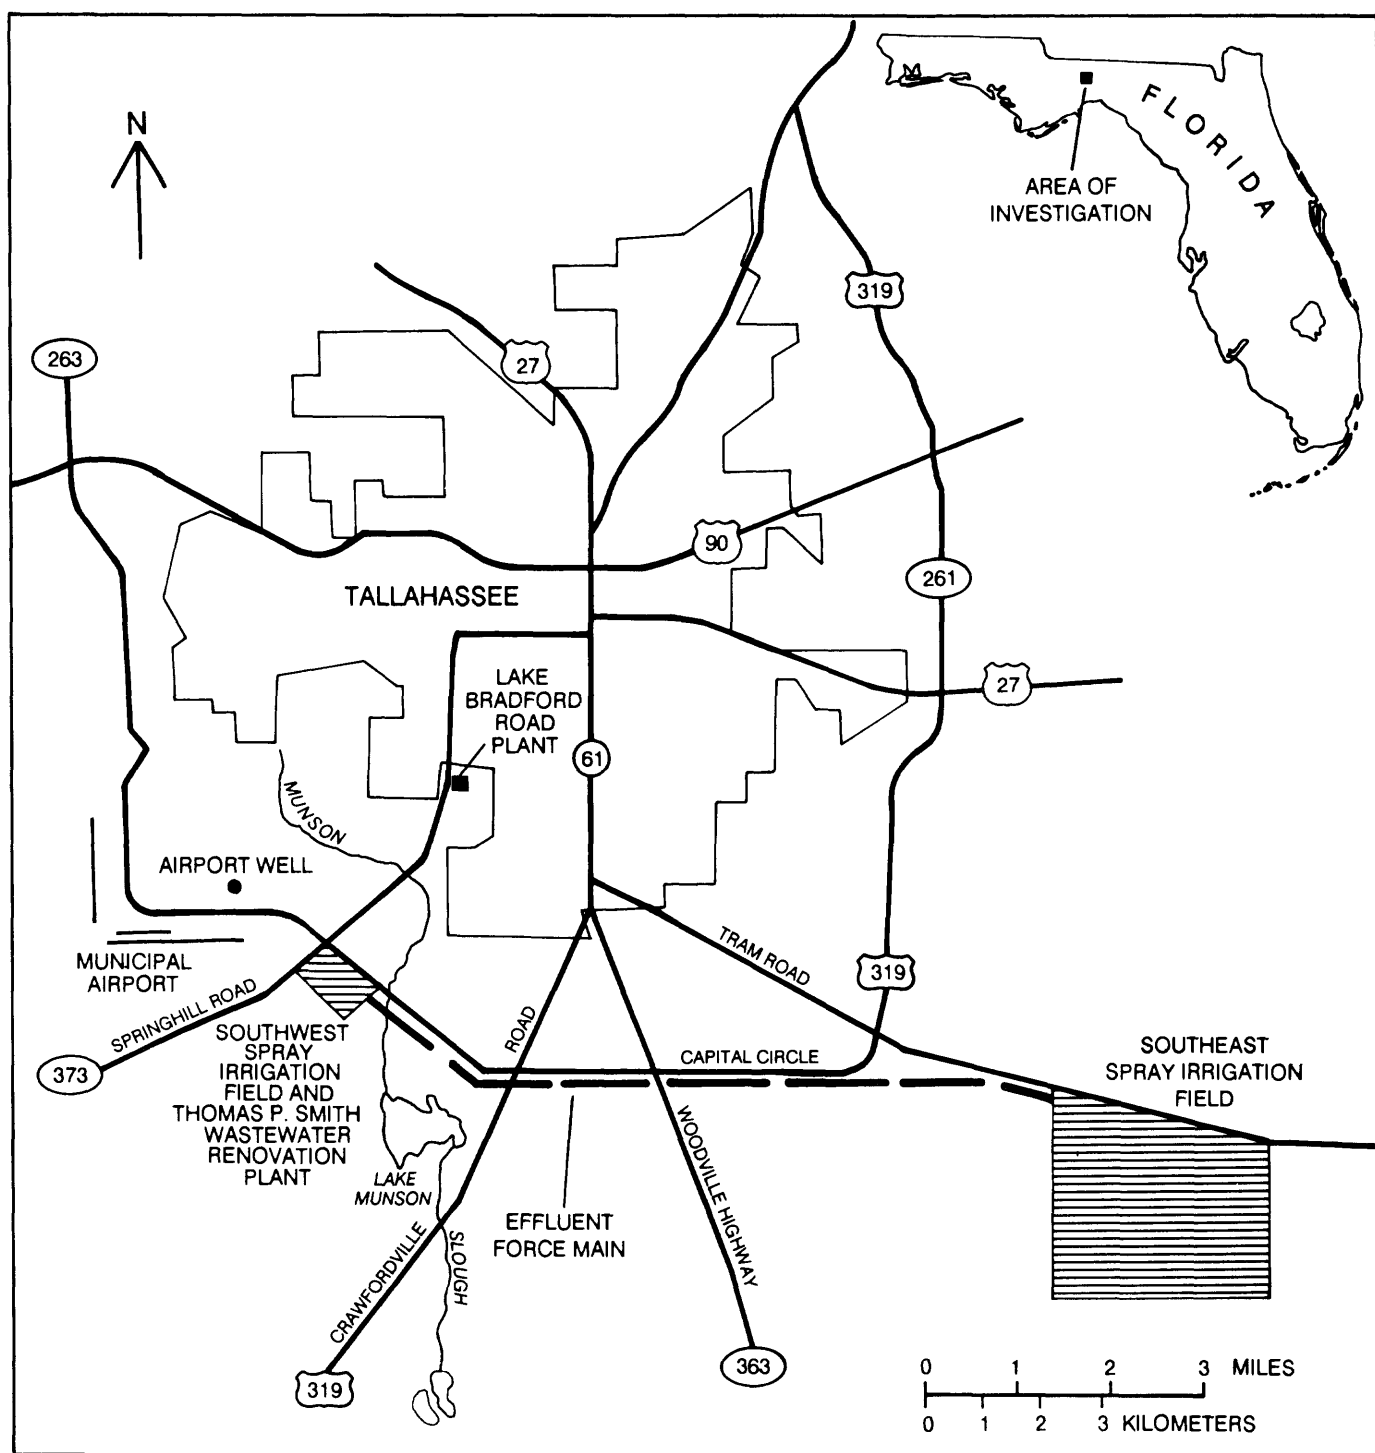 N
FLORIDA
AREA OF
INVESTIGATION
319
263
27
90
261
TALLAHASSEE
LAKE
BRADFORD
ROAD
PLANT
27
61
MUNSON
AIRPORT WELL
MUNICIPAL
AIRPORT
TRAM ROAD
319
SPRINGHILL ROAD
373
SOUTHWEST
SPRAY
IRRIGATION
FIELD AND
THOMAS P. SMITH
WASTEWATER
RENOVATION
PLANT
ROAD
CAPITAL CIRCLE
SOUTHEAST
SPRAY IRRIGATION
FIELD
LAKE
MUNSON
WOODVILLE HIGHWAY
EFFLUENT
FORCE MAIN
CRAWFORDVILLE
SLOUGH
319
363
0 1 2 3 MILES
0 1 2 3 KILOMETERS